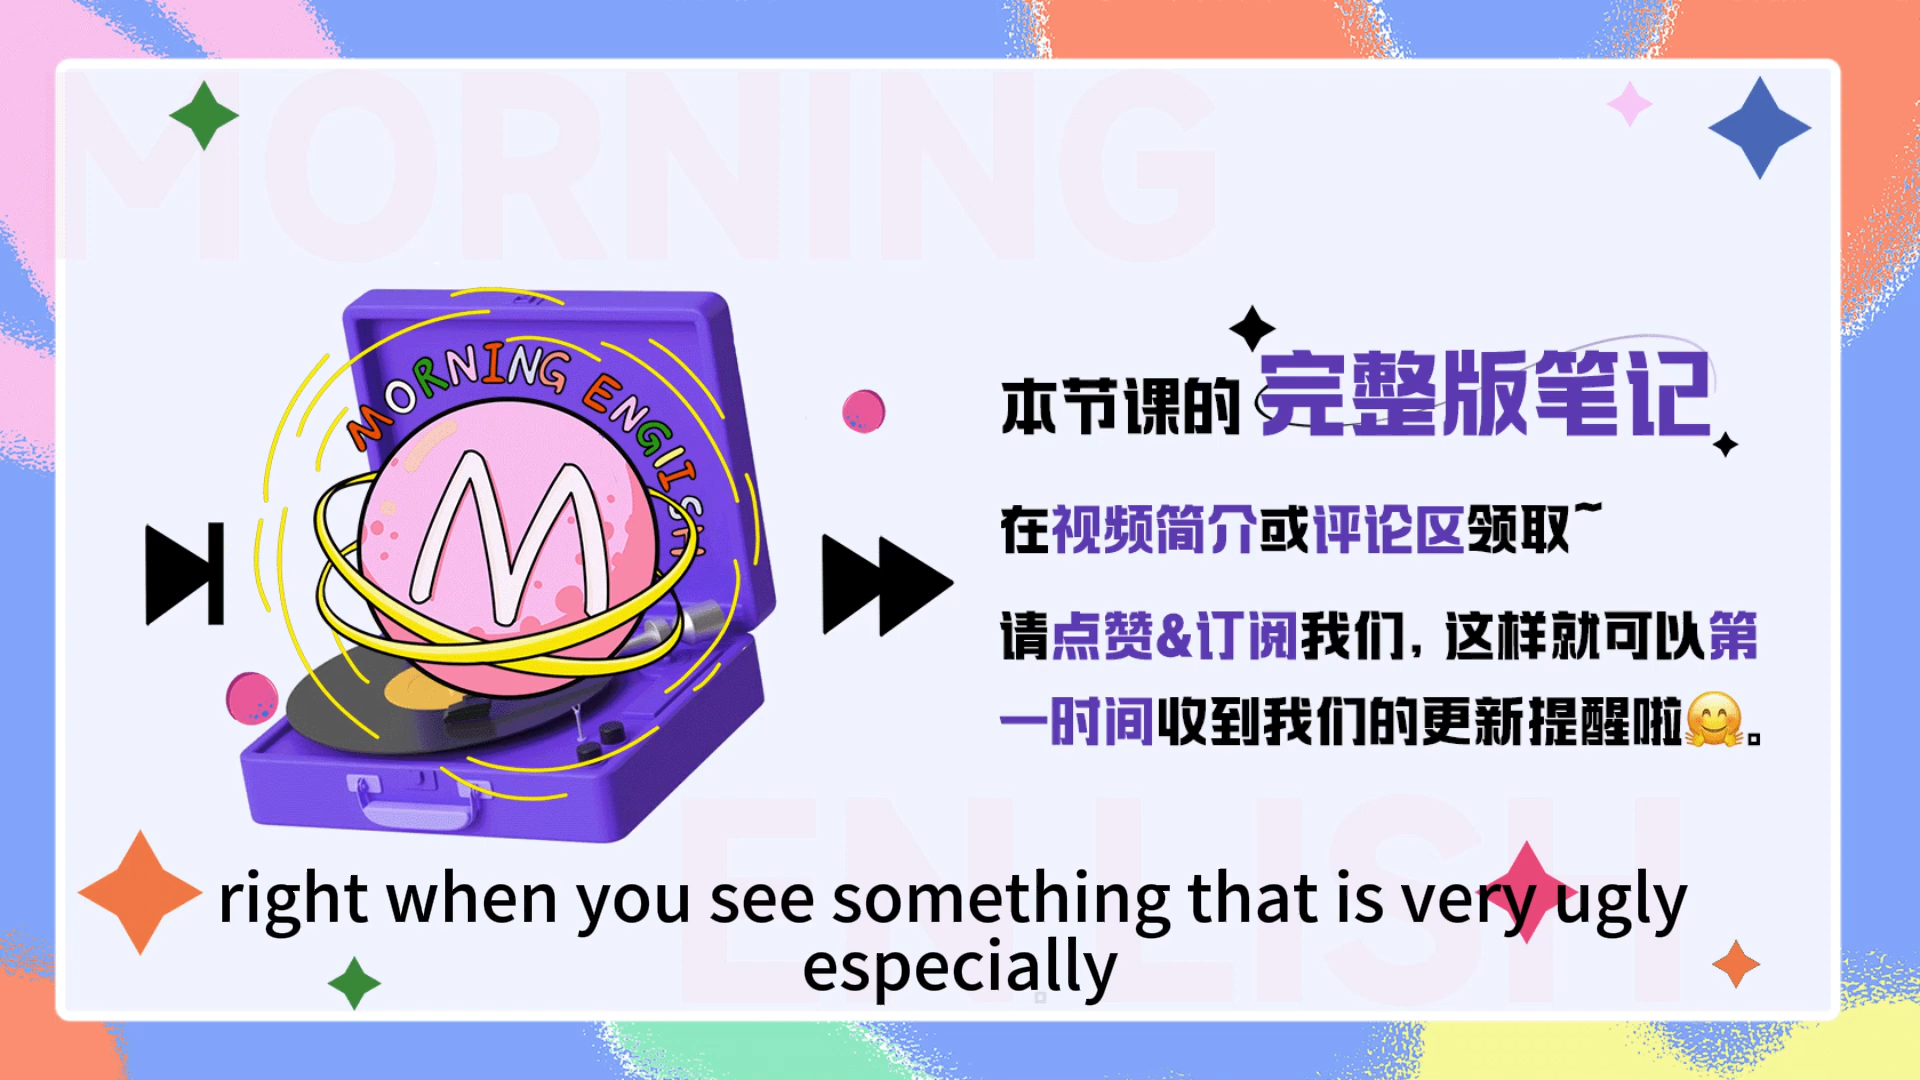 MORNING
MORNING ENGlISH
M
本节课的完整版笔记
在视频简介或评论区领取~
请点赞&订阅我们，这样就可以第
一时间收到我们的更新提醒啦🤗。
right when you see something that is very ugly
especially